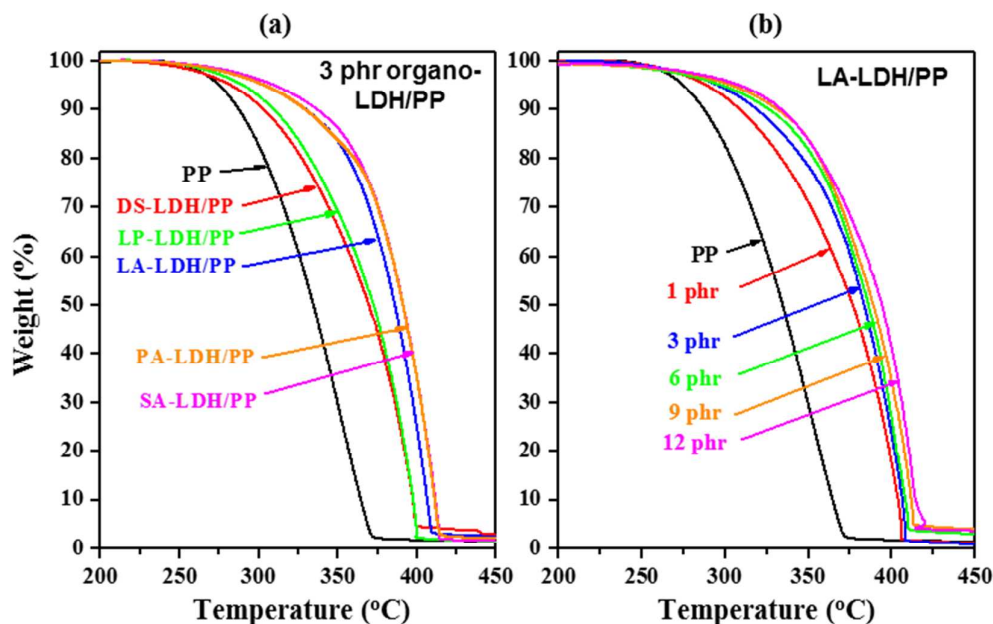 (a)
(b)
3 phr organo-
LDH/PP
LA-LDH/PP
100
90
80
70
60
50
40
30
20
10
0
Weight (%)
PP
DS-LDH/PP
LP-LDH/PP
LA-LDH/PP
PA-LDH/PP
SA-LDH/PP
200 250 300 350 400 450
Temperature (oC)
100
90
80
70
60
50
40
30
20
10
0
PP
1 phr
3 phr
6 phr
9 phr
12 phr
200 250 300 350 400 450
Temperature (oC)